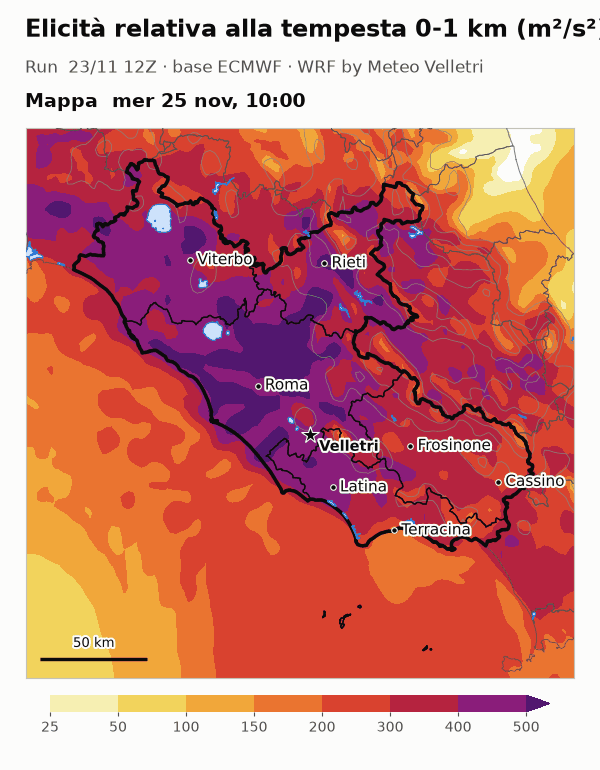 Elicità relativa alla tempesta 0-1 km (m²/s²)
Run  23/11 12Z · base ECMWF · WRF by Meteo Velletri
Mappa  mer 25 nov, 10:00
Viterbo
Rieti
Roma
Velletri
Frosinone
Cassino
Latina
Terracina
50 km
25 50 100 150 200 300 400 500